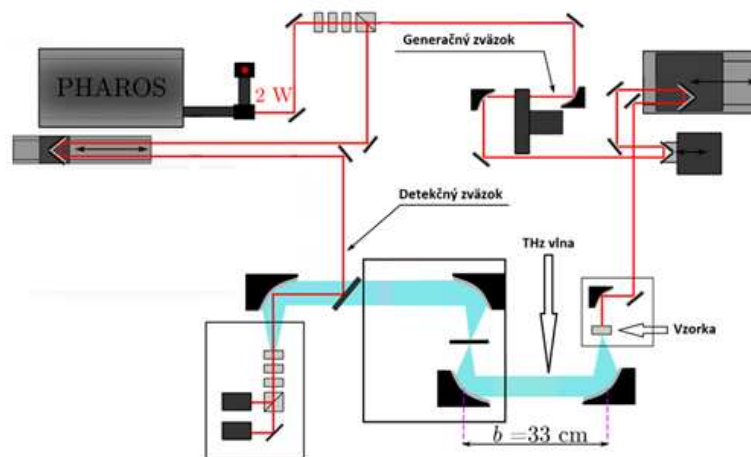 Generačný zväzok
PHAROS
2 W
Detekčný zväzok
THz vlna
Vzorka
b =33 cm